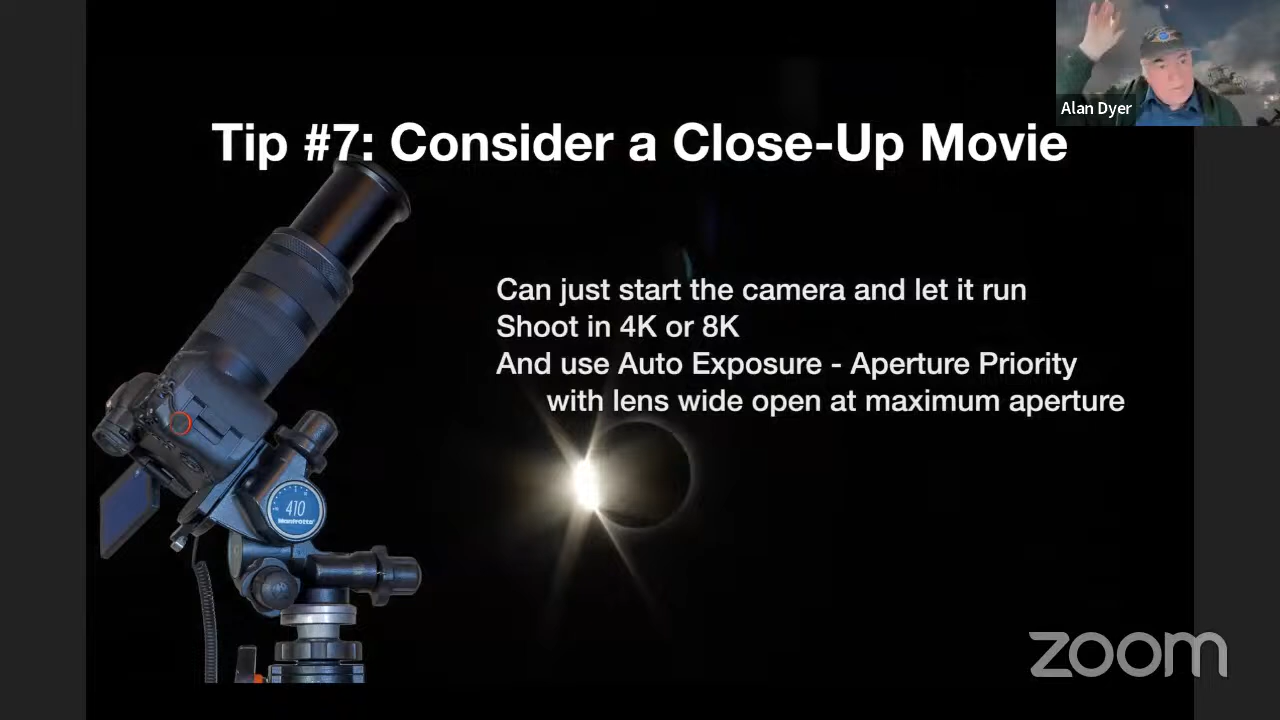 Alan Dyer
Tip #7: Consider a Close-Up Movie
Can just start the camera and let it run
Shoot in 4K or 8K
And use Auto Exposure - Aperture Priority
with lens wide open at maximum aperture
410
Manfrotto
zoom